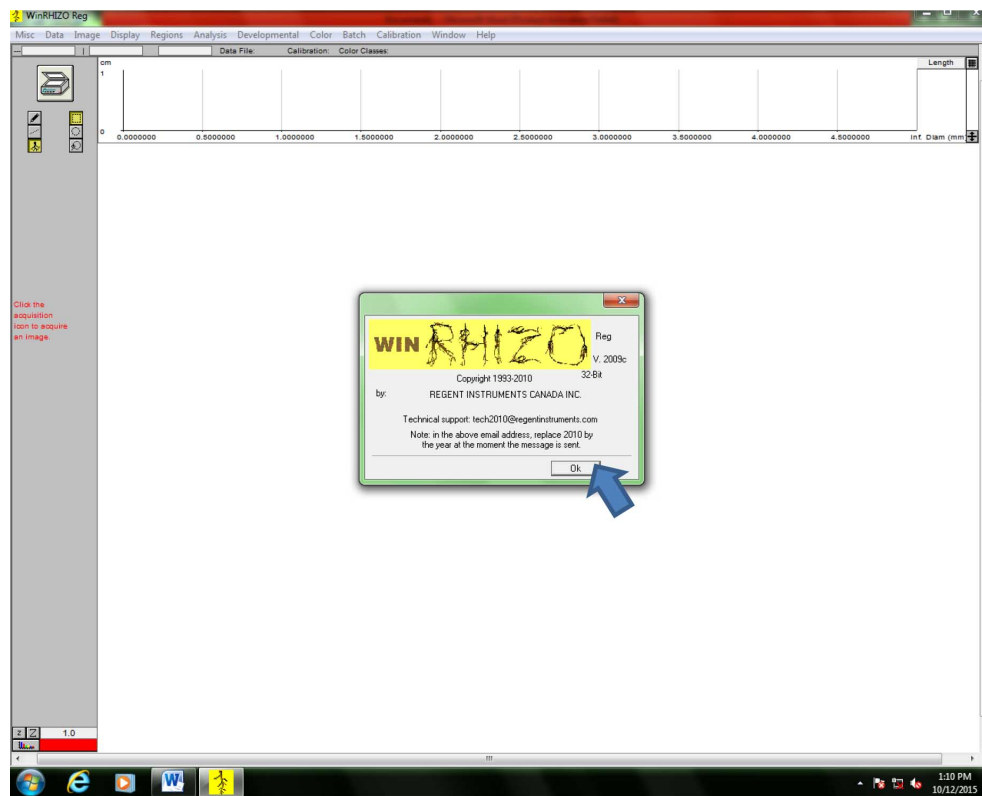 WinRHIZO Reg
Misc Data Image Display Regions Analysis Developmental Color Batch Calibration Window Help
Data File: Calibration: Color Classes:
cm
1
0
0.0000000 0.5000000 1.0000000 1.5000000 2.0000000 2.5000000 3.0000000 3.5000000 4.0000000 4.5000000
Length
Inf. Diam (mm)
Click the
acquisition
icon to acquire
an image.
WIN RHIZO
Reg
V. 2009c
32-Bit
Copyright 1993-2010
by: REGENT INSTRUMENTS CANADA INC.
Technical support: tech2010@regentinstruments.com
Note: in the above email address, replace 2010 by
the year at the moment the message is sent.
Ok
z Z 1.0
W
1:10 PM
10/12/2015